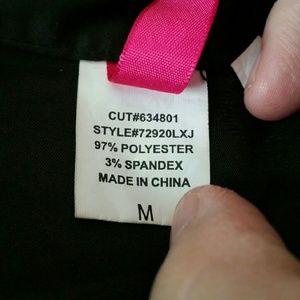 CUT#634801
STYLE#72920LXJ
97% POLYESTER
3% SPANDEX
MADE IN CHINA
M